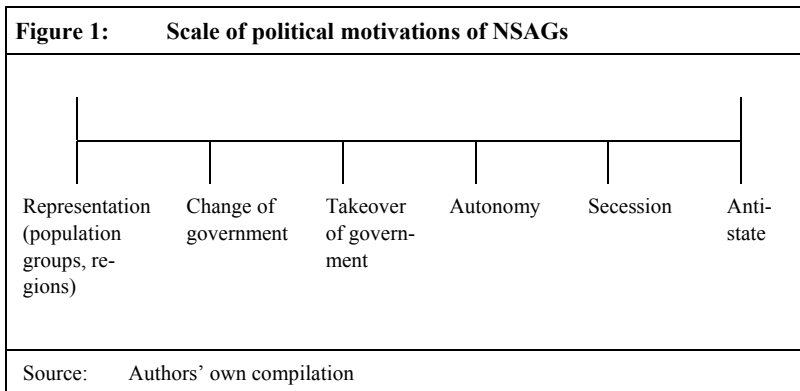 Figure 1: Scale of political motivations of NSAGs
Representation Change of Takeover Autonomy Secession Anti-
(population government of govern- state
groups, re- ment
gions)
Source: Authors' own compilation